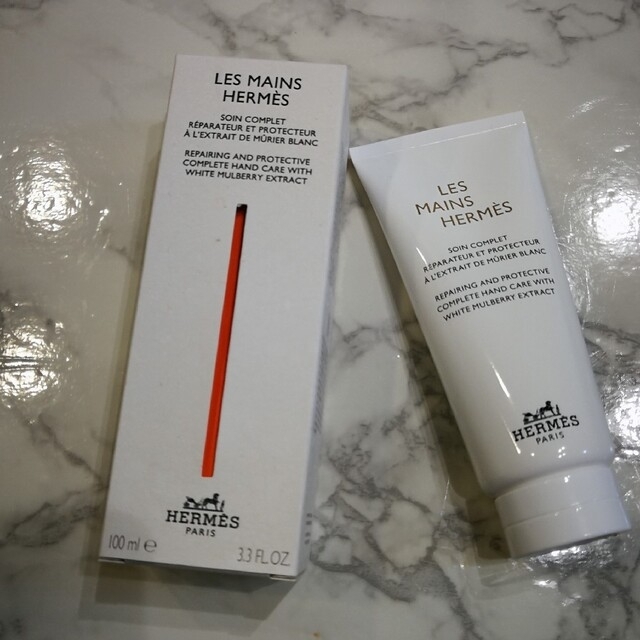 LES MAINS
HERMÈS
SOIN COMPLET
RÉPARATEUR ET PROTECTEUR
À L'EXTRAIT DE MÛRIER BLANC
REPAIRING AND PROTECTIVE
COMPLETE HAND CARE WITH
WHITE MULBERRY EXTRACT
HERMÈS
PARIS
100 ml ℮
3.3 FL.OZ.
LES
MAINS
HERMÈS
SOIN COMPLET
RÉPARATEUR ET PROTECTEUR
À L'EXTRAIT DE MÛRIER BLANC
REPAIRING AND PROTECTIVE
COMPLETE HAND CARE WITH
WHITE MULBERRY EXTRACT
HERMÈS
PARIS